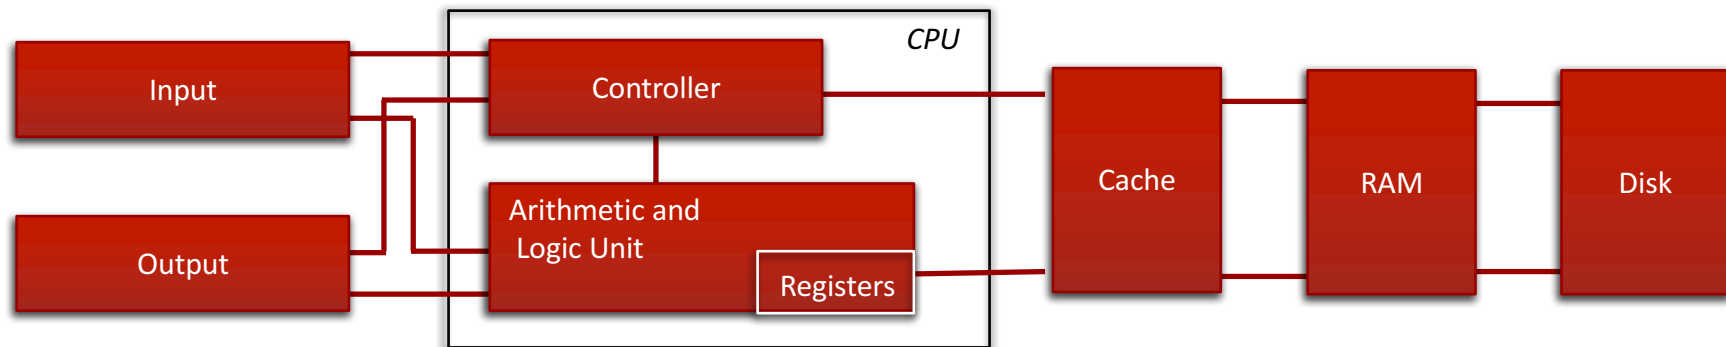 CPU
Input
Controller
Cache
RAM
Disk
Arithmetic and
Logic Unit
Output
Registers